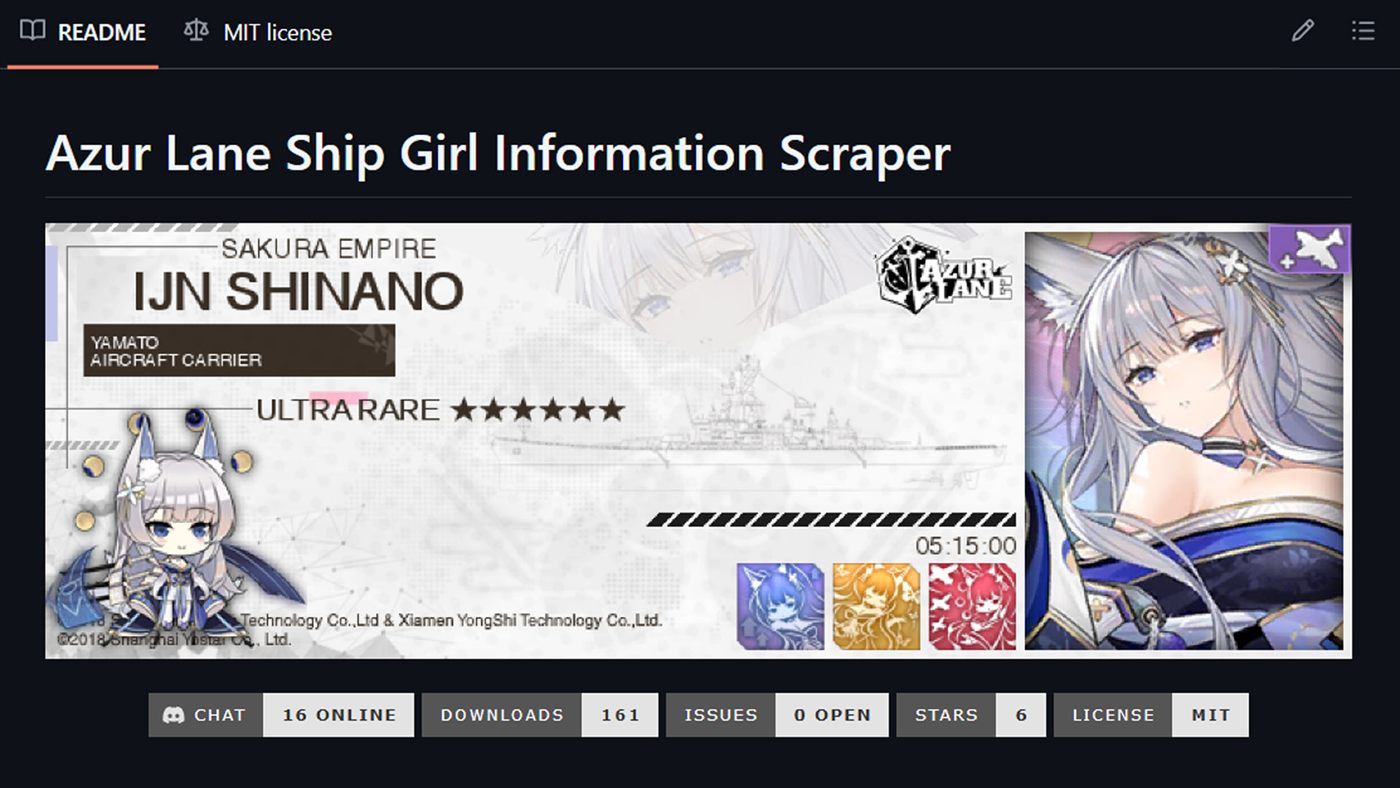 README
MIT license
Azur Lane Ship Girl Information Scraper
SAKURA EMPIRE
IJN SHINANO
AZUR LANE
YAMATO
AIRCRAFT CARRIER
ULTRA RARE ★★★★★★
05:15:00
Technology Co.,Ltd & Xiamen YongShi Technology Co.,Ltd.
©2018 Shanghai Yostar Co., Ltd.
CHAT 16 ONLINE DOWNLOADS 161 ISSUES 0 OPEN STARS 6 LICENSE MIT